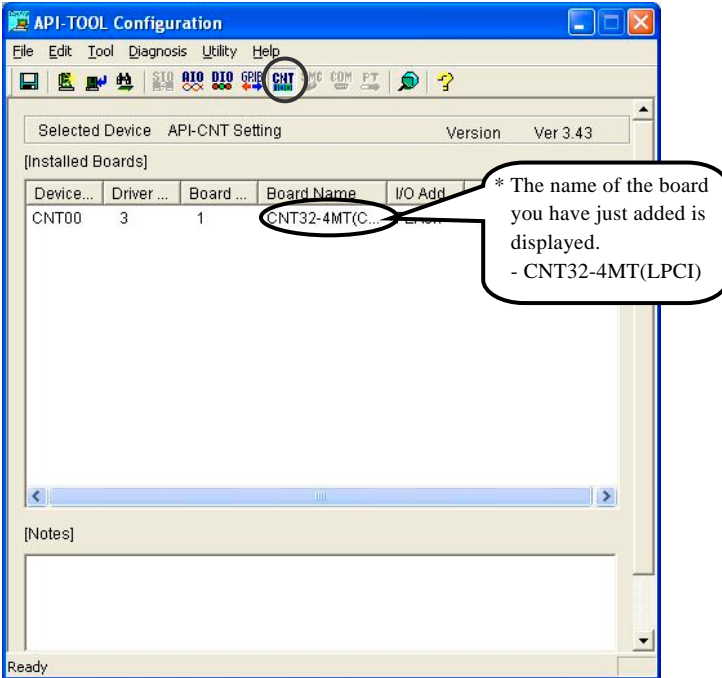 API-TOOL Configuration
File Edit Tool Diagnosis Utility Help
SIO AIO DIO GPIB CNT SMC COM PT
Selected Device API-CNT Setting Version Ver 3.43
[Installed Boards]
Device... Driver ... Board ... Board Name I/O Add
CNT00 3 1 CNT32-4MT(C...
* The name of the board
you have just added is
displayed.
- CNT32-4MT(LPCI)
[Notes]
Ready